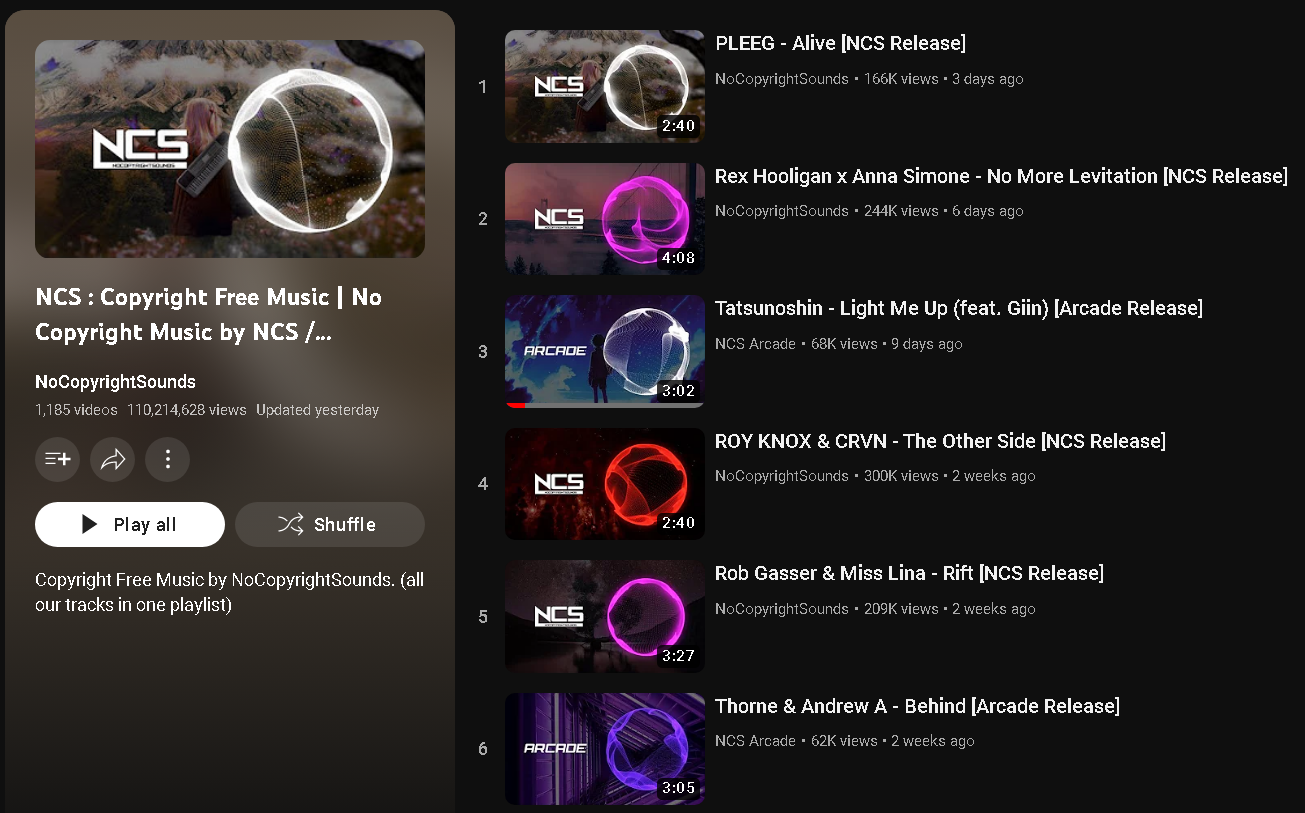 NCS
NCS : Copyright Free Music | No
Copyright Music by NCS /...
NoCopyrightSounds
1,185 videos 110,214,628 views Updated yesterday
Play all
Shuffle
Copyright Free Music by NoCopyrightSounds. (all
our tracks in one playlist)
1
NCS
2:40
PLEEG - Alive [NCS Release]
NoCopyrightSounds • 166K views • 3 days ago
2
NCS
4:08
Rex Hooligan x Anna Simone - No More Levitation [NCS Release]
NoCopyrightSounds • 244K views • 6 days ago
3
ARCADE
3:02
Tatsunoshin - Light Me Up (feat. Giin) [Arcade Release]
NCS Arcade • 68K views • 9 days ago
4
NCS
2:40
ROY KNOX & CRVN - The Other Side [NCS Release]
NoCopyrightSounds • 300K views • 2 weeks ago
5
NCS
3:27
Rob Gasser & Miss Lina - Rift [NCS Release]
NoCopyrightSounds • 209K views • 2 weeks ago
6
ARCADE
3:05
Thorne & Andrew A - Behind [Arcade Release]
NCS Arcade • 62K views • 2 weeks ago